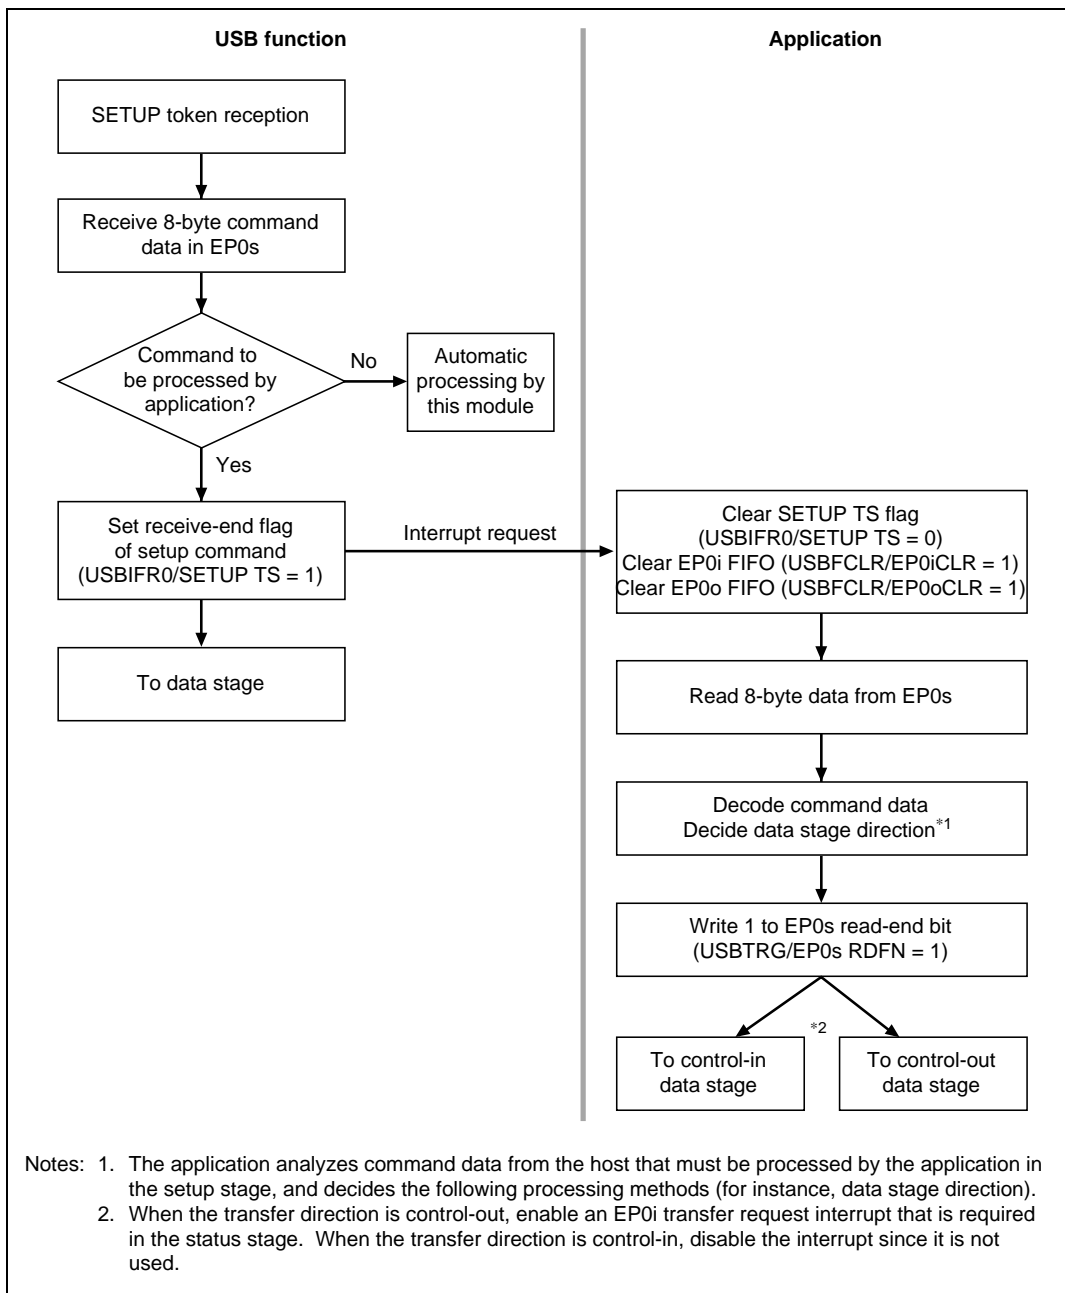 USB function
Application
SETUP token reception
Receive 8-byte command
data in EP0s
Command to
be processed by
application?
No
Automatic
processing by
this module
Yes
Set receive-end flag
of setup command
(USBIFR0/SETUP TS = 1)
Interrupt request
To data stage
Clear SETUP TS flag
(USBIFR0/SETUP TS = 0)
Clear EP0i FIFO (USBFCLR/EP0iCLR = 1)
Clear EP0o FIFO (USBFCLR/EP0oCLR = 1)
Read 8-byte data from EP0s
Decode command data
Decide data stage direction*1
Write 1 to EP0s read-end bit
(USBTRG/EP0s RDFN = 1)
*2
To control-in
data stage
To control-out
data stage
Notes: 1. The application analyzes command data from the host that must be processed by the application in
the setup stage, and decides the following processing methods (for instance, data stage direction).
2. When the transfer direction is control-out, enable an EP0i transfer request interrupt that is required
in the status stage. When the transfer direction is control-in, disable the interrupt since it is not
used.